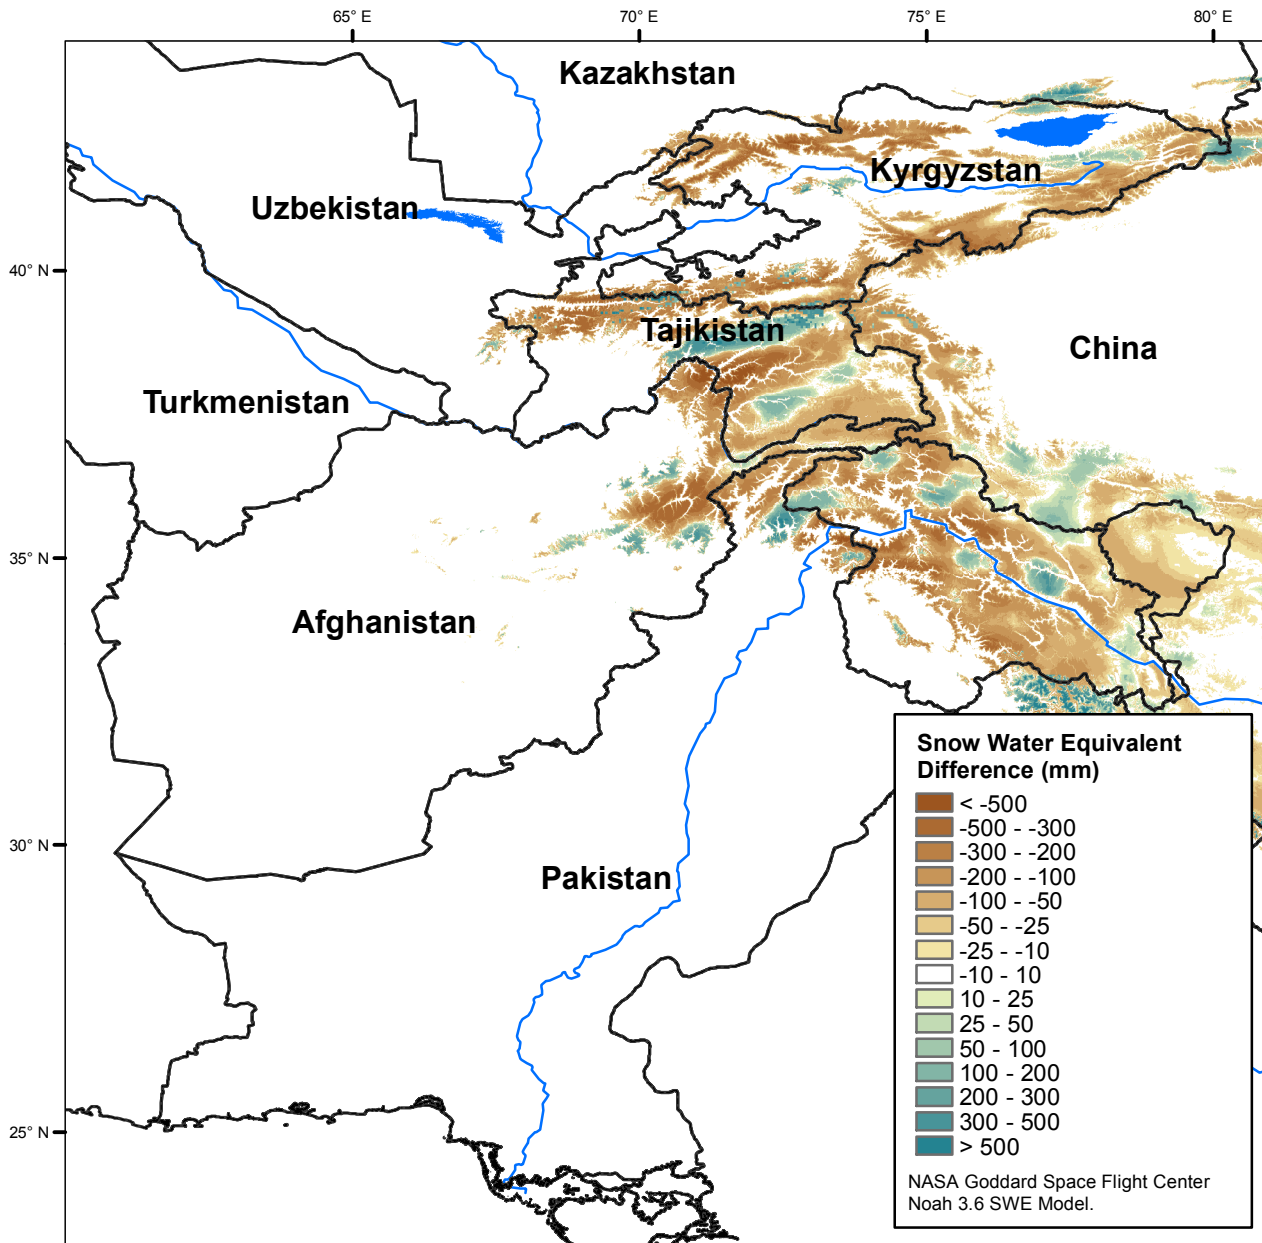 65° E
70° E
75° E
80° E
Kazakhstan
Kyrgyzstan
Uzbekistan
40° N
Tajikistan
China
Turkmenistan
35° N
Afghanistan
Snow Water Equivalent
Difference (mm)
< -500
-500 - -300
-300 - -200
-200 - -100
-100 - -50
-50 - -25
-25 - -10
-10 - 10
10 - 25
25 - 50
50 - 100
100 - 200
200 - 300
300 - 500
> 500
NASA Goddard Space Flight Center
Noah 3.6 SWE Model.
30° N
Pakistan
25° N